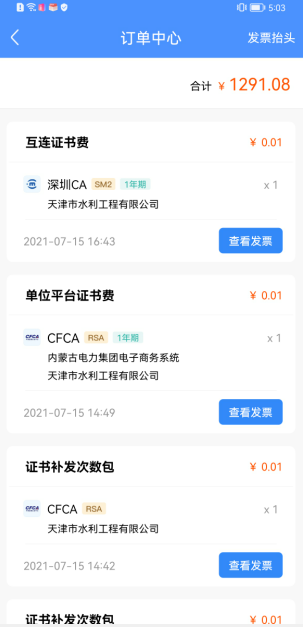 5:03
订单中心
发票抬头
合计 ¥ 1291.08
互连证书费 ¥ 0.01
深圳CA SM2 1年期 x 1
天津市水利工程有限公司
2021-07-15 16:43 查看发票
单位平台证书费 ¥ 0.01
CFCA CFCA RSA 1年期 x 1
内蒙古电力集团电子商务系统
天津市水利工程有限公司
2021-07-15 14:49 查看发票
证书补发次数包 ¥ 0.01
CFCA CFCA RSA x 1
天津市水利工程有限公司
2021-07-15 14:42 查看发票
证书补发次数包 ¥ 0.01